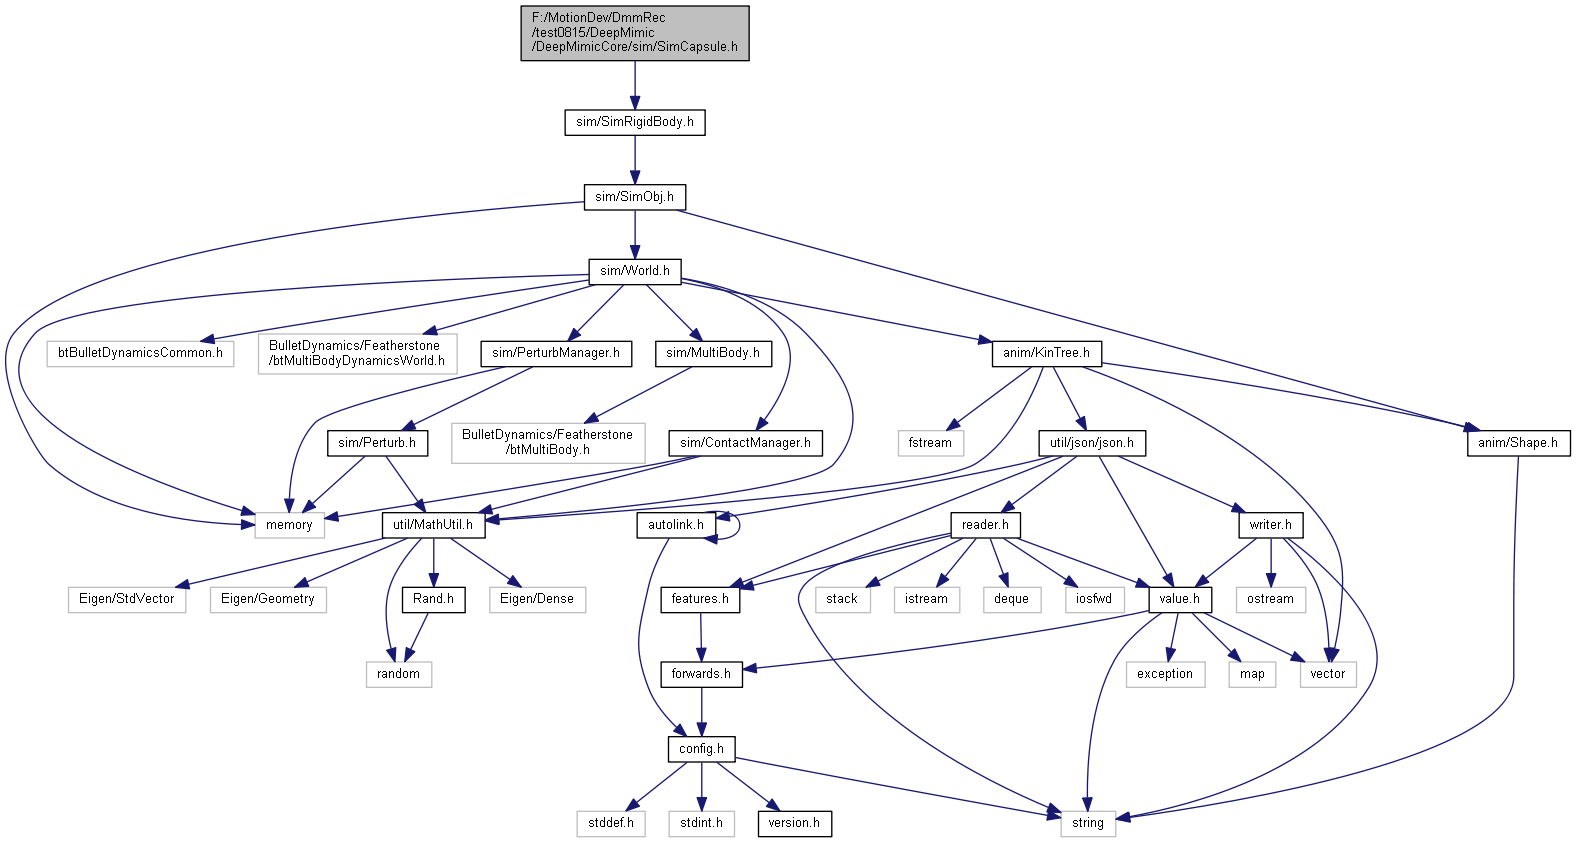 F:/MotionDev/DmmRec
/test0815/DeepMimic
/DeepMimicCore/sim/SimCapsule.h
sim/SimRigidBody.h
sim/SimObj.h
sim/World.h
btBulletDynamicsCommon.h
BulletDynamics/Featherstone
/btMultiBodyDynamicsWorld.h
sim/PerturbManager.h
sim/MultiBody.h
anim/KinTree.h
sim/Perturb.h
BulletDynamics/Featherstone
/btMultiBody.h
sim/ContactManager.h
fstream
util/json/json.h
anim/Shape.h
memory
util/MathUtil.h
autolink.h
reader.h
writer.h
Eigen/StdVector
Eigen/Geometry
Rand.h
Eigen/Dense
features.h
stack
istream
deque
iosfwd
value.h
ostream
random
forwards.h
exception
map
vector
config.h
stddef.h
stdint.h
version.h
string